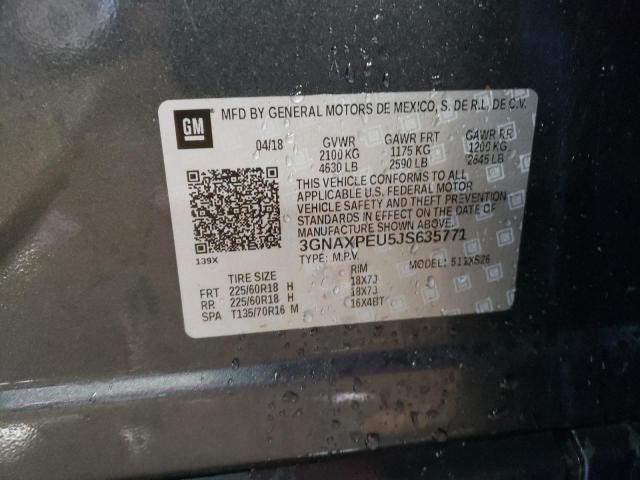 GM
MFD BY GENERAL MOTORS DE MEXICO, S. DE R.L. DE C.V.
04/18 GVWR GAWR FRT GAWR RR
2100 KG 1175 KG 1200 KG
4630 LB 2590 LB 2645 LB
THIS VEHICLE CONFORMS TO ALL
APPLICABLE U.S. FEDERAL MOTOR
VEHICLE SAFETY AND THEFT PREVENTION
STANDARDS IN EFFECT ON THE DATE OF
MANUFACTURE SHOWN ABOVE.
3GNAXPEU5JS635771
139X
TYPE: M.P.V. MODEL: 511XS26
TIRE SIZE RIM
FRT 225/60R18 H 18X7J
RR 225/60R18 H 18X7J
SPA T135/70R16 M 16X4BT